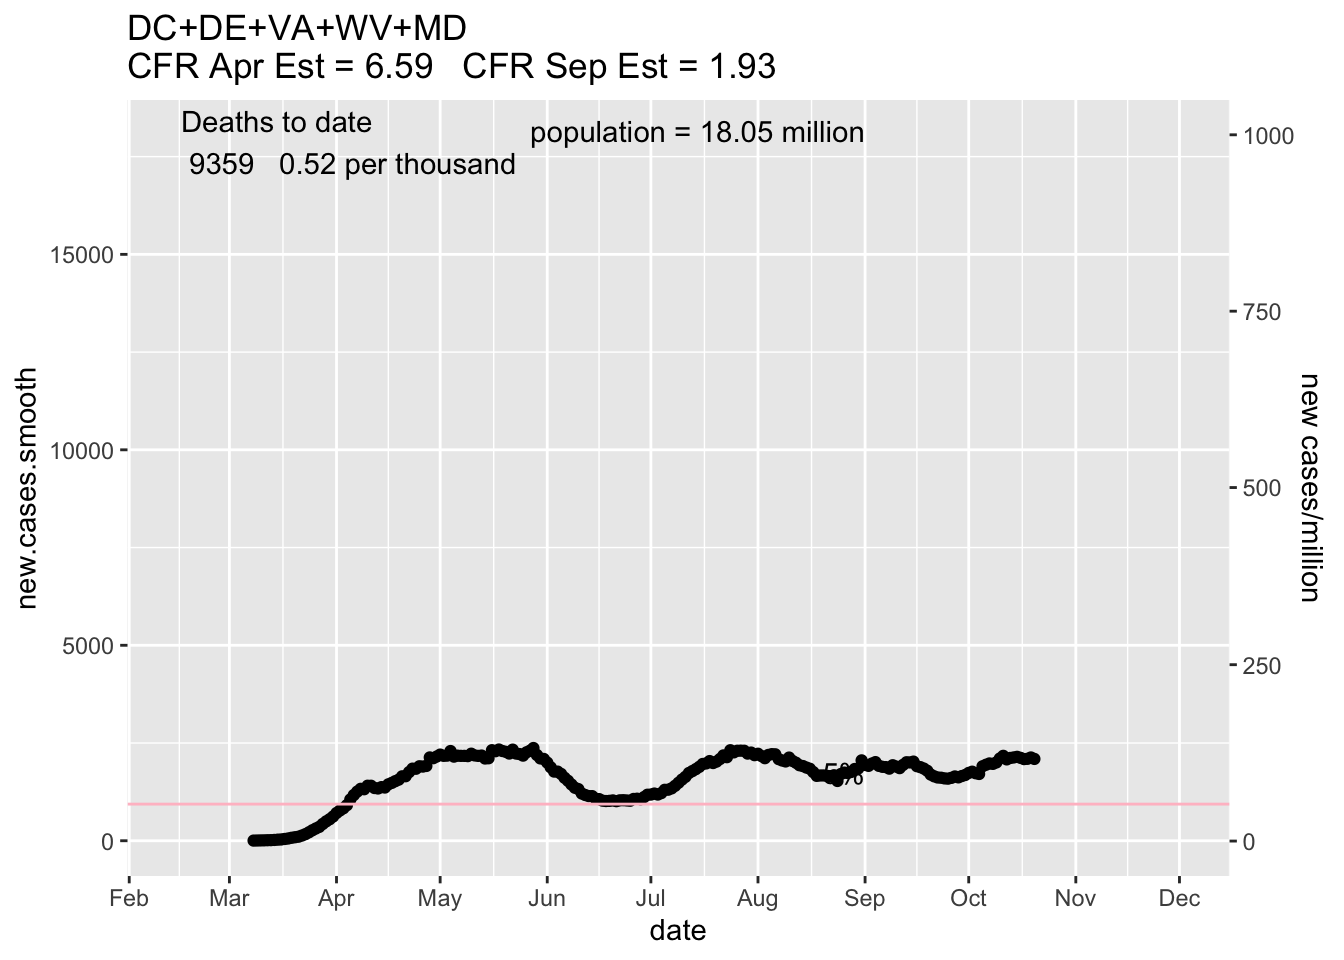 DC+DE+VA+WV+MD
CFR Apr Est = 6.59   CFR Sep Est = 1.93
Deaths to date
9359   0.52 per thousand
population = 18.05 million
15000
10000
5000
0
new.cases.smooth
1000
750
500
250
0
new cases/million
5%
Feb Mar Apr May Jun Jul Aug Sep Oct Nov Dec
date